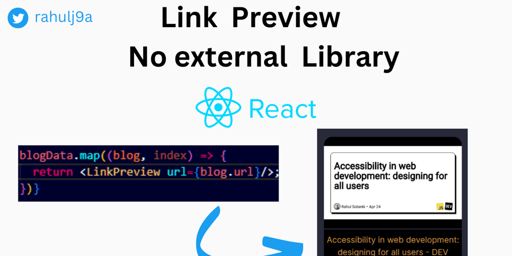 rahulj9a
Link Preview
No external Library
React
blogData.map((blog, index) => {
return <LinkPreview url={blog.url}/>;
})}
Accessibility in web
development: designing for
all users
Rahul Solanki • Apr 24
Accessibility in web development:
designing for all users - DEV